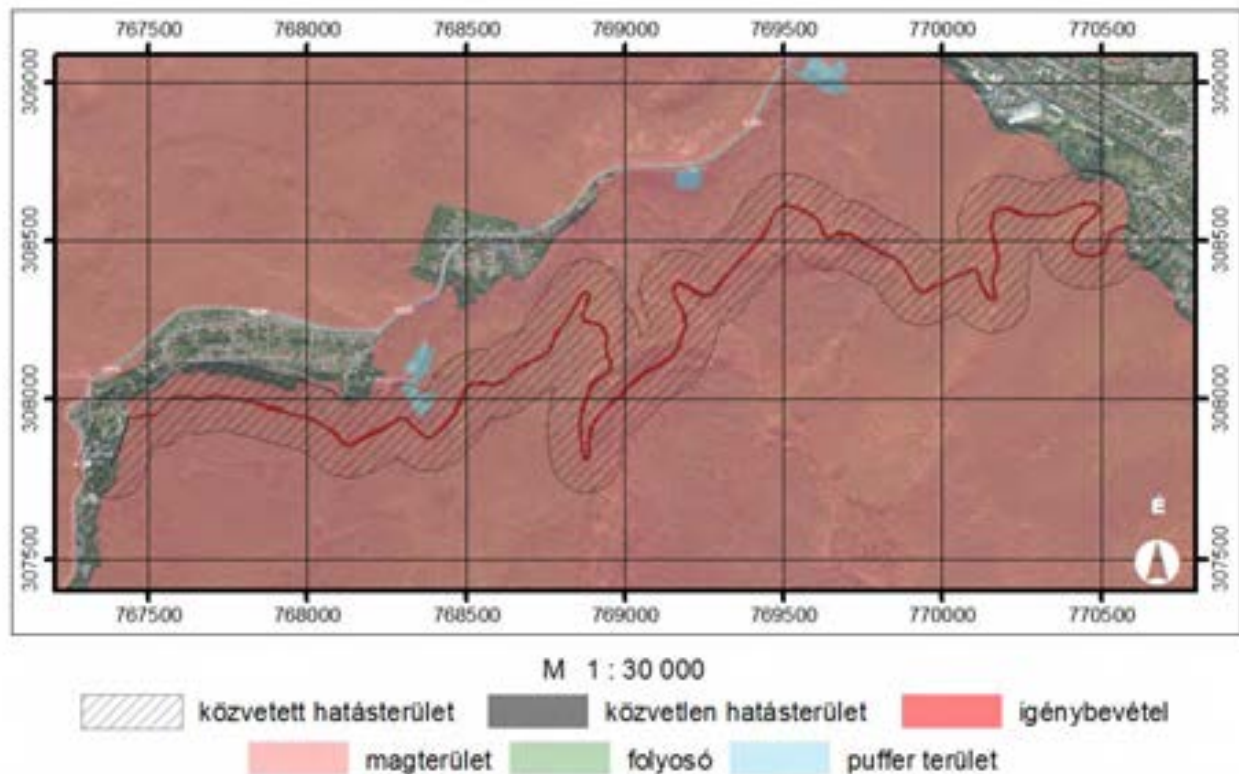 767500 768000 768500 769000 769500 770000 770500
309000 309000
308500 308500
308000 308000
307500 307500
É
767500 768000 768500 769000 769500 770000 770500
M 1 : 30 000
közvetett hatásterület közvetlen hatásterület igénybevétel
magterület folyosó puffer terület